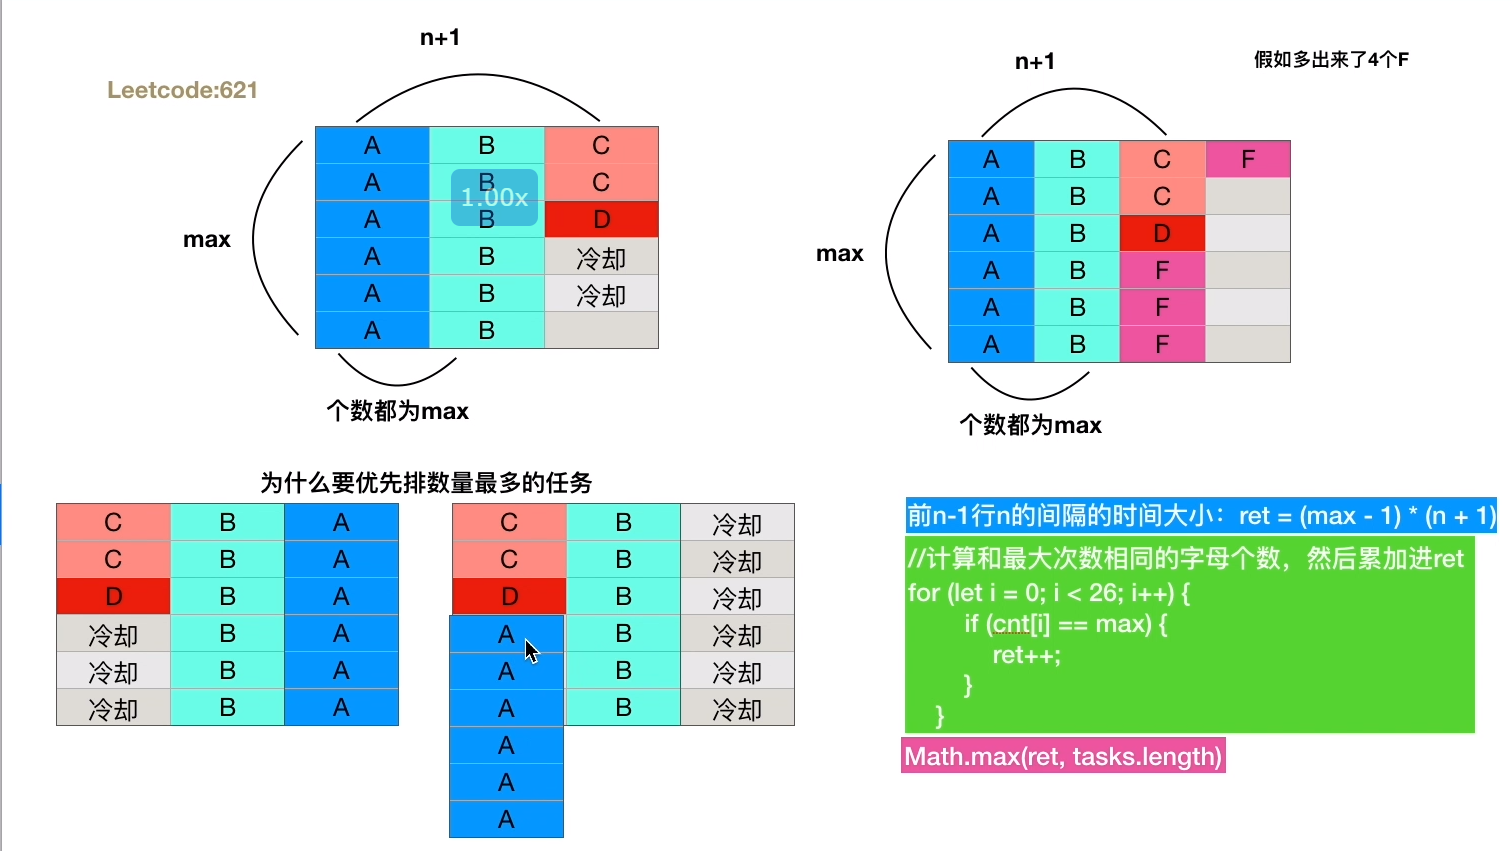 n+1
Leetcode:621
A B C
A B C
1.00x
A B D
A B 冷却
A B 冷却
A B
max
个数都为max
n+1
假如多出来了4个F
A B C F
A B C
A B D
A B F
A B F
A B F
max
个数都为max
为什么要优先排数量最多的任务
C B A
C B A
D B A
冷却 B A
冷却 B A
冷却 B A
C B 冷却
C B 冷却
D B 冷却
A B 冷却
A B 冷却
A B 冷却
A
A
A
前n-1行n的间隔的时间大小：ret = (max - 1) * (n + 1)
//计算和最大次数相同的字母个数，然后累加进ret
for (let i = 0; i < 26; i++) {
if (cnt[i] == max) {
ret++;
}
}
Math.max(ret, tasks.length)